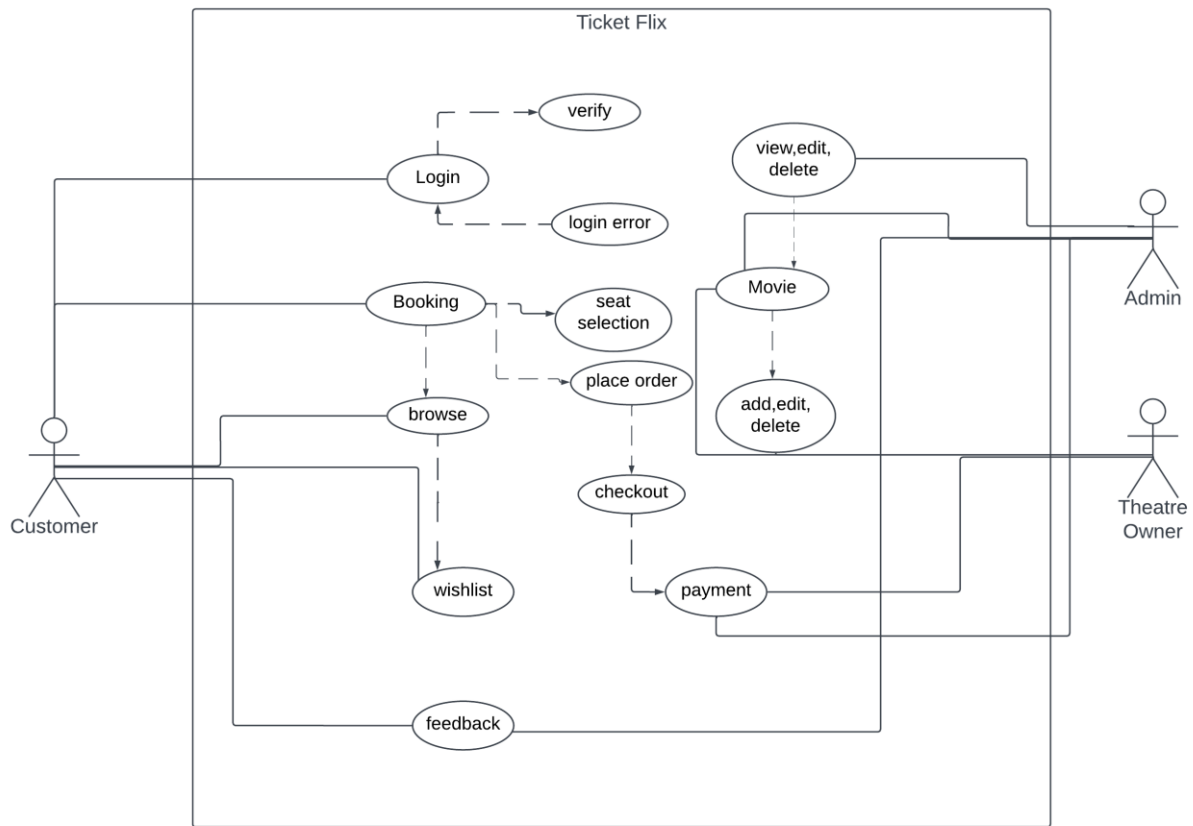 Ticket Flix
verify
view,edit,
delete
Login
login error
Movie
Admin
Booking
seat
selection
place order
add,edit,
delete
browse
checkout
Customer
Theatre
Owner
wishlist
payment
feedback